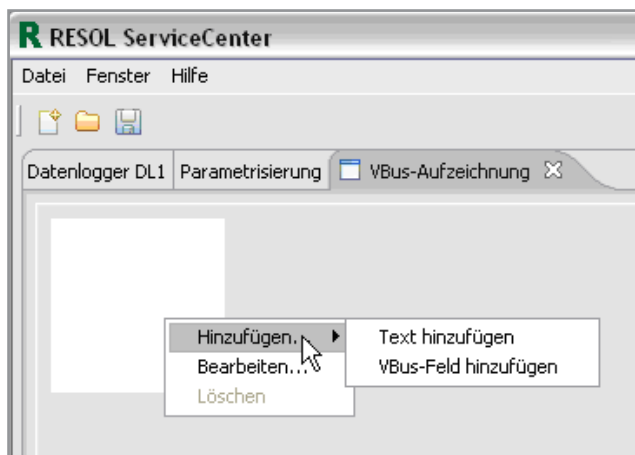 R RESOL ServiceCenter
Datei Fenster Hilfe
Datenlogger DL1 Parametrisierung VBus-Aufzeichnung
Hinzufügen... Text hinzufügen
Bearbeiten... VBus-Feld hinzufügen
Löschen